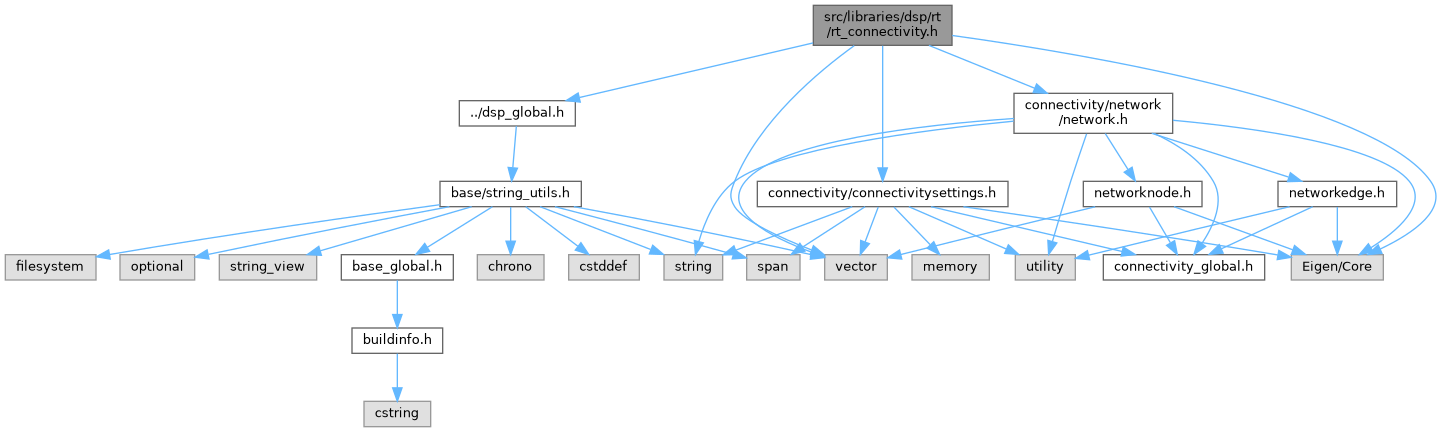 src/libraries/dsp/rt
/rt_connectivity.h
../dsp_global.h
connectivity/network
/network.h
base/string_utils.h
connectivity/connectivitysettings.h
networknode.h
networkedge.h
filesystem
optional
string_view
base_global.h
chrono
cstddef
string
span
vector
memory
utility
connectivity_global.h
Eigen/Core
buildinfo.h
cstring